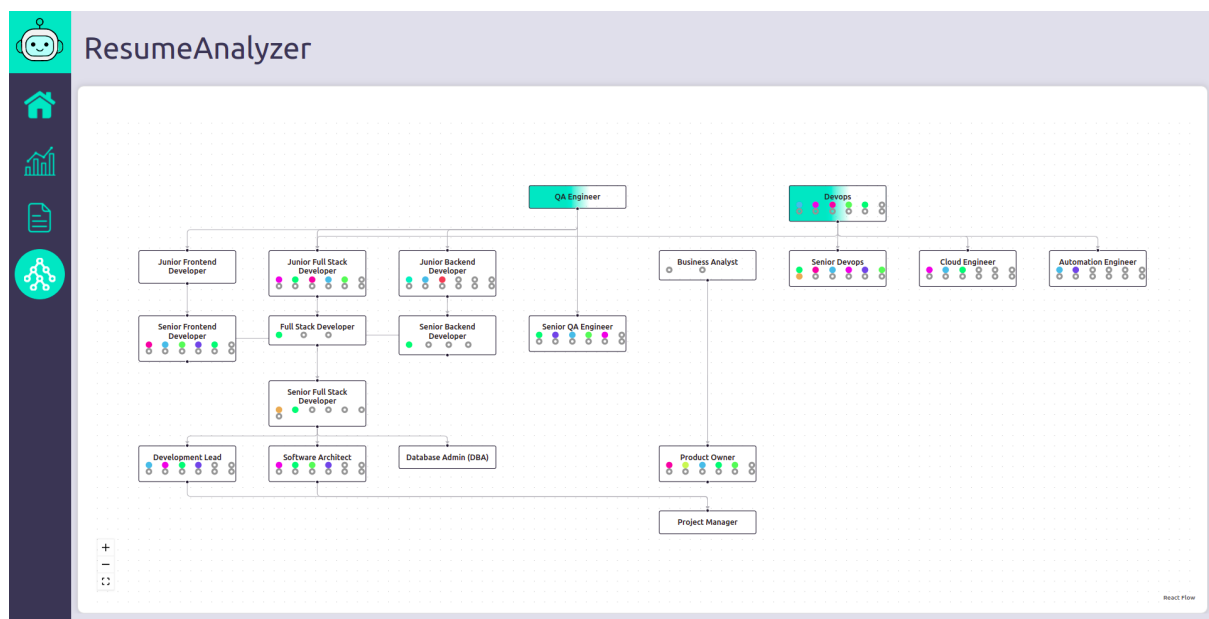 ResumeAnalyzer
QA Engineer
Devops
Junior Frontend
Developer
Junior Full Stack
Developer
Junior Backend
Developer
Business Analyst
Senior Devops
Cloud Engineer
Automation Engineer
Senior Frontend
Developer
Full Stack Developer
Senior Backend
Developer
Senior QA Engineer
Senior Full Stack
Developer
Development Lead
Software Architect
Database Admin (DBA)
Product Owner
Project Manager
React Flow